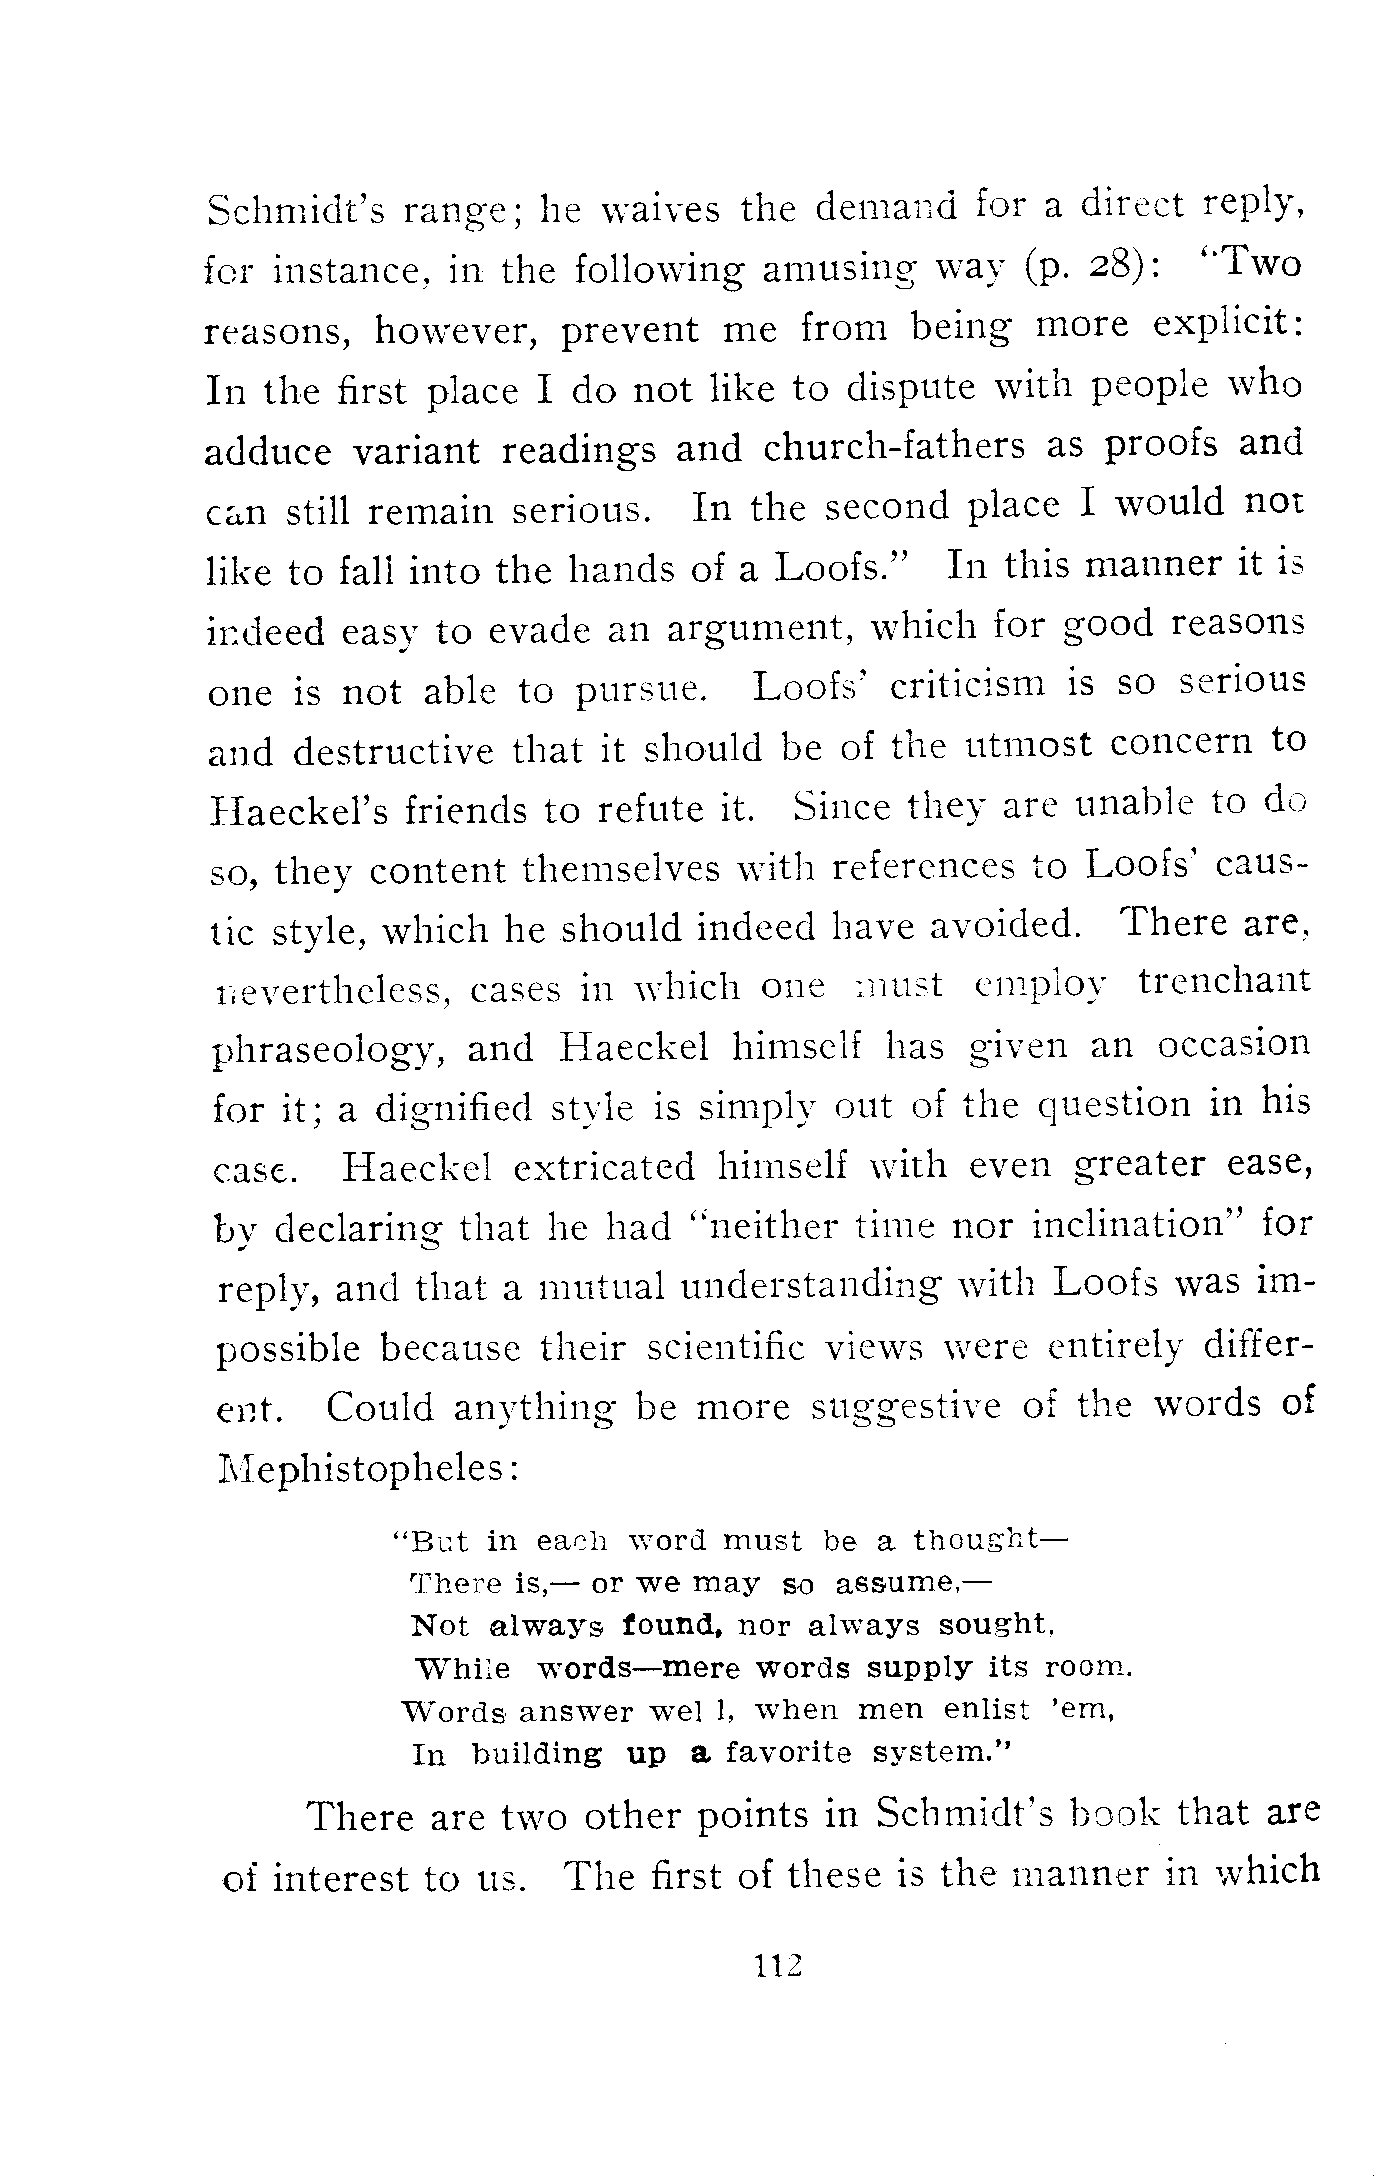 Schmidt's range; he waives the demand for a direct reply,
for instance, in the following amusing way (p. 28): "Two
reasons, however, prevent me from being more explicit:
In the first place I do not like to dispute with people who
adduce variant readings and church-fathers as proofs and
can still remain serious. In the second place I would not
like to fall into the hands of a Loofs." In this manner it is
indeed easy to evade an argument, which for good reasons
one is not able to pursue. Loofs' criticism is so serious
and destructive that it should be of the utmost concern to
Haeckel's friends to refute it. Since they are unable to do
so, they content themselves with references to Loofs' caus-
tic style, which he should indeed have avoided. There are,
nevertheless, cases in which one must employ trenchant
phraseology, and Haeckel himself has given an occasion
for it; a dignified style is simply out of the question in his
case. Haeckel extricated himself with even greater ease,
by declaring that he had "neither time nor inclination" for
reply, and that a mutual understanding with Loofs was im-
possible because their scientific views were entirely differ-
ent. Could anything be more suggestive of the words of
Mephistopheles:
"But in each word must be a thought—
There is,— or we may so assume,—
Not always found, nor always sought,
While words—mere words supply its room.
Words answer wel l, when men enlist 'em,
In building up a favorite system."
There are two other points in Schmidt's book that are
of interest to us. The first of these is the manner in which
112